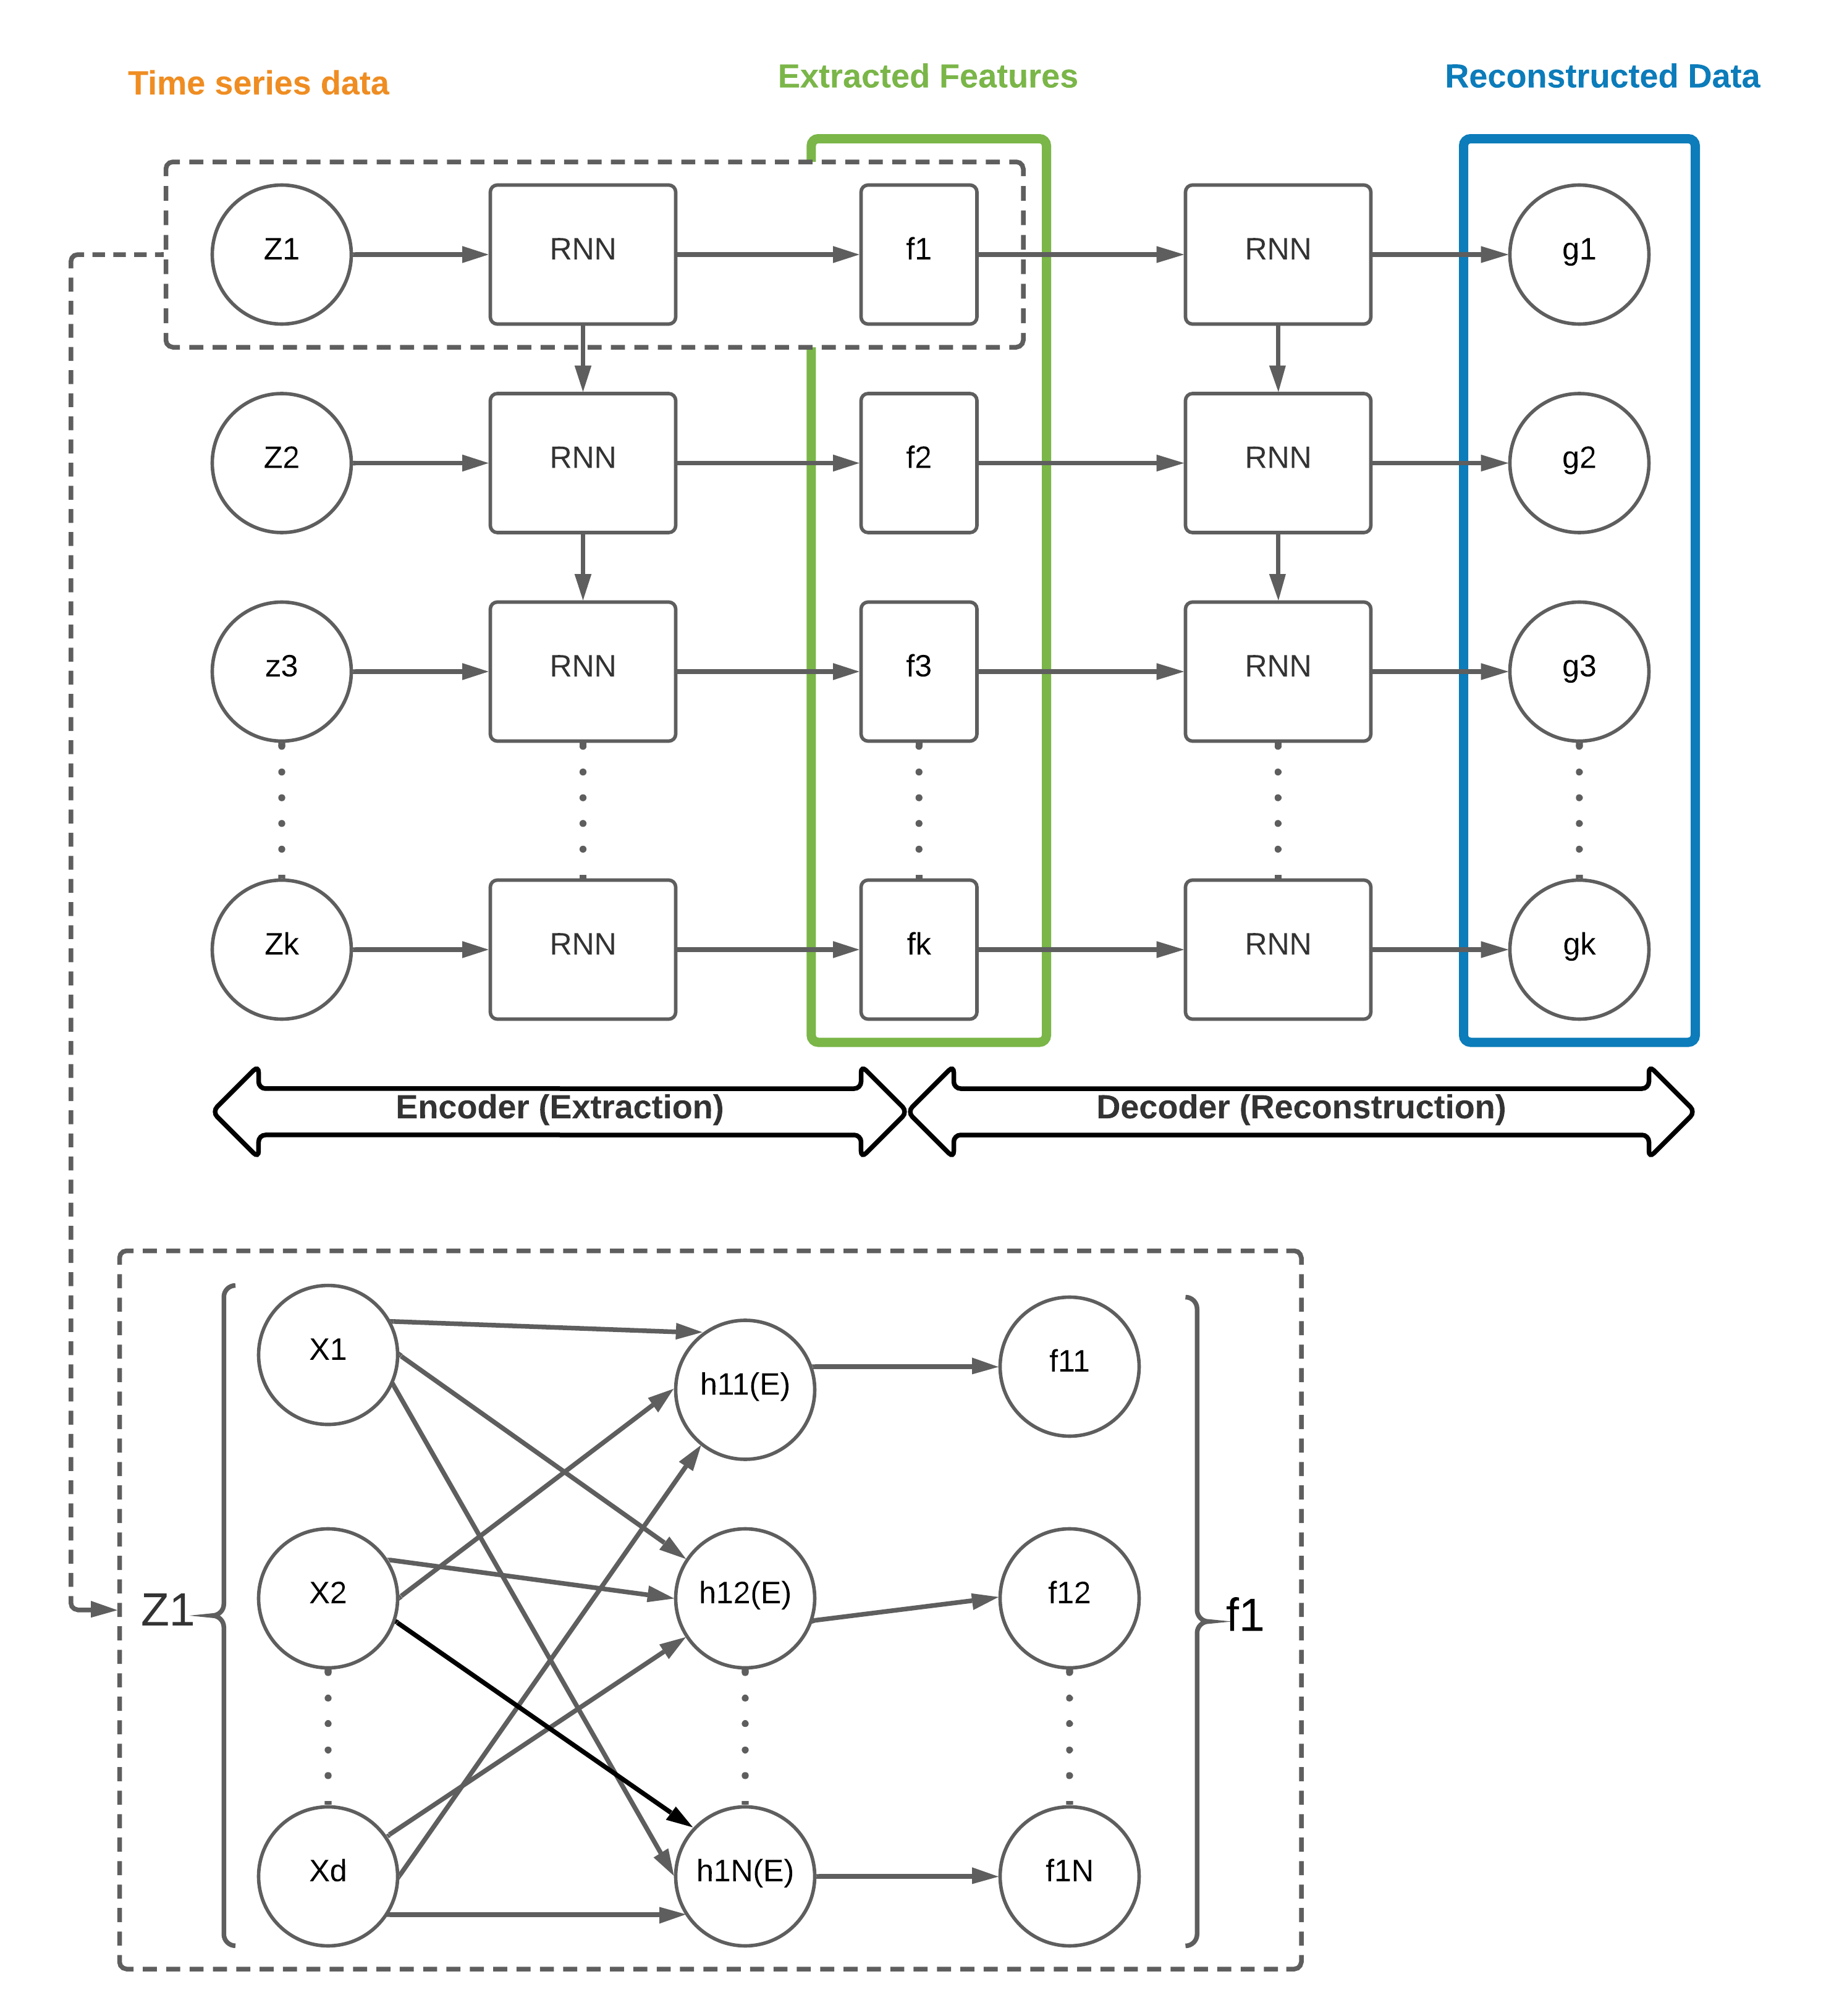 Time series data
Extracted Features
Reconstructed Data
Z1
RNN
f1
RNN
g1
Z2
RNN
f2
RNN
g2
z3
RNN
f3
RNN
g3
Zk
RNN
fk
RNN
gk
Encoder (Extraction)
Decoder (Reconstruction)
X1
h11(E)
f11
Z1
X2
h12(E)
f12
f1
Xd
h1N(E)
f1N